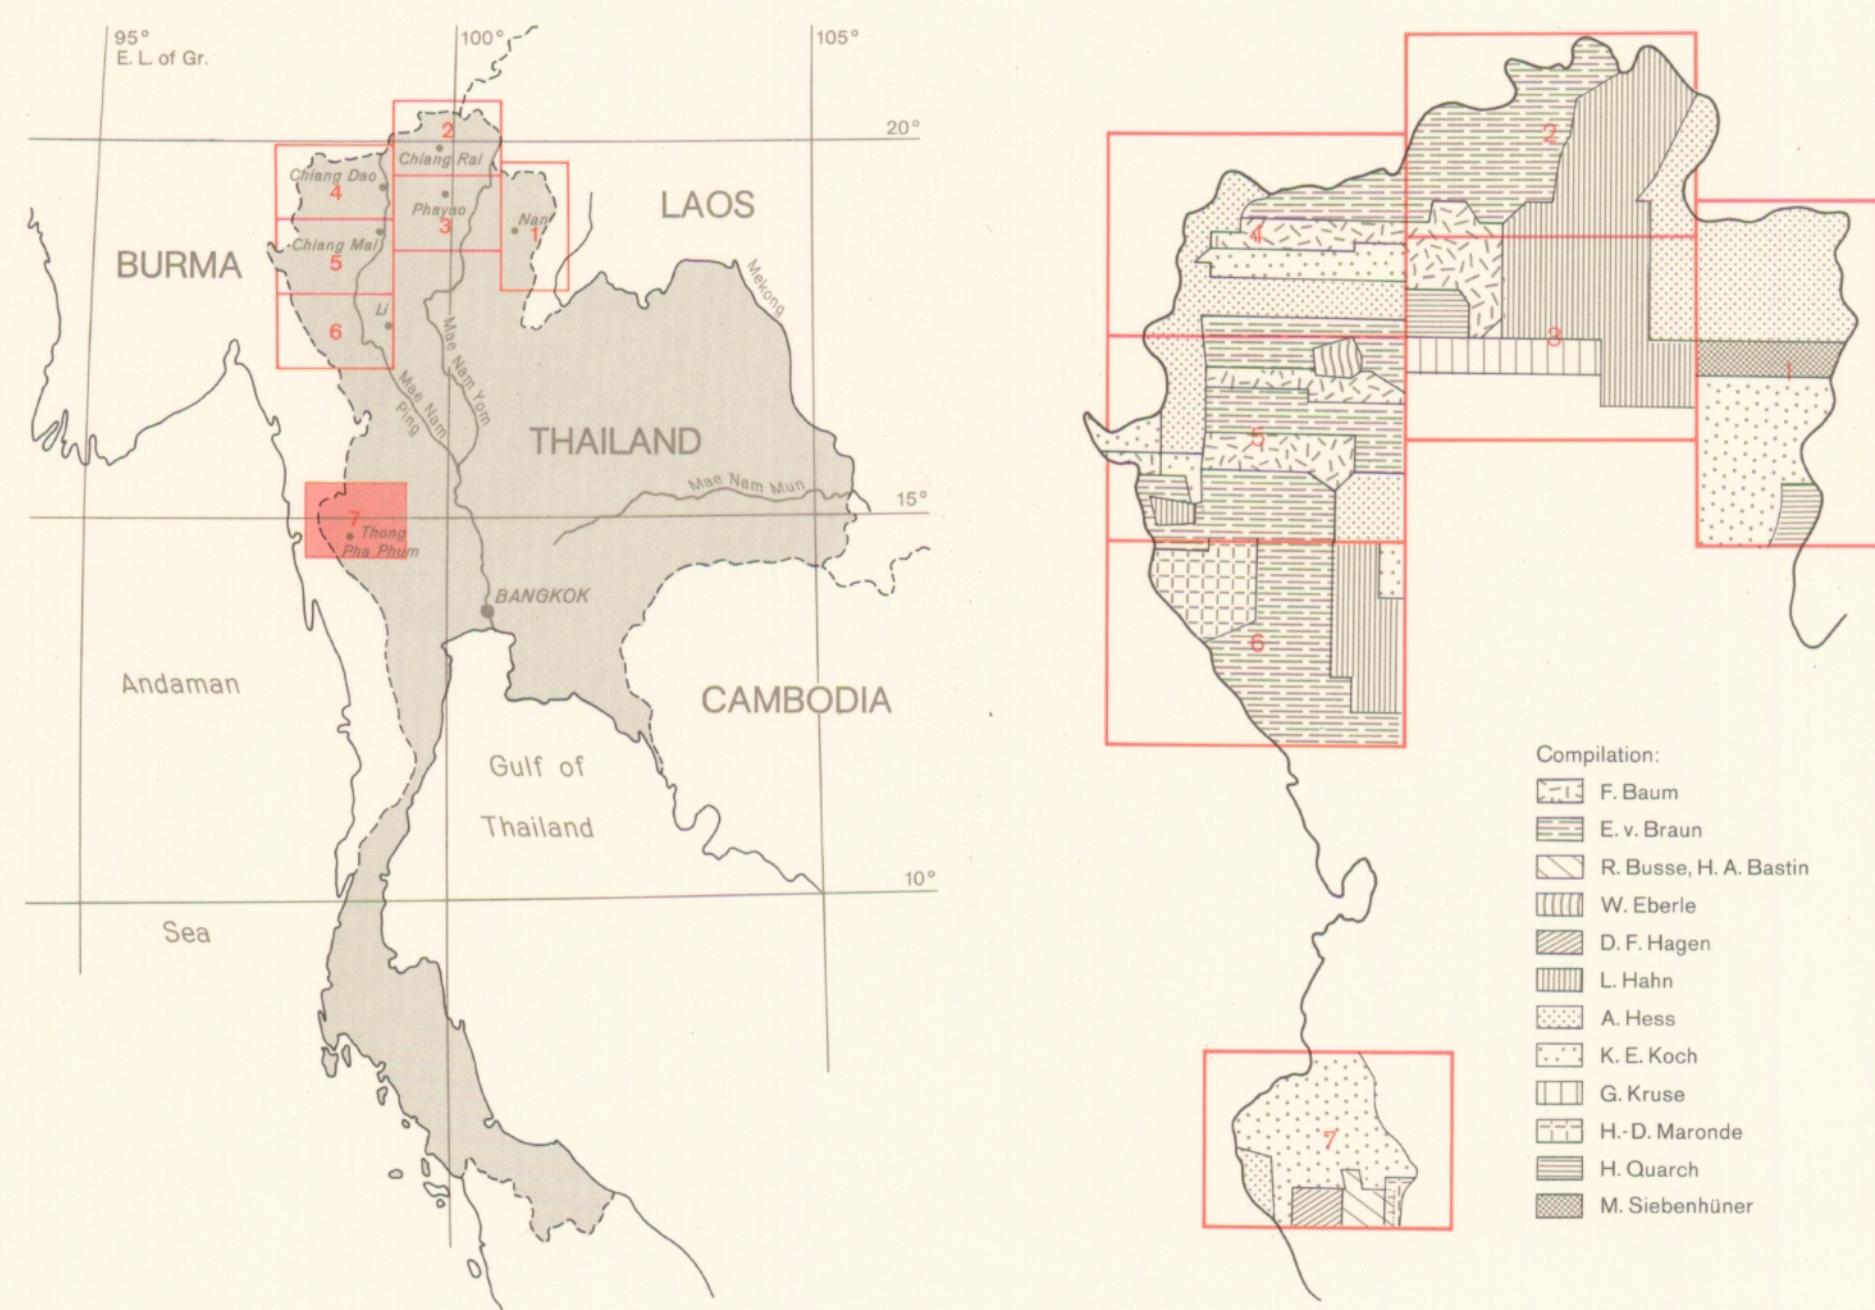 95°
E. L. of Gr.
100°
105°
20°
2
Chiang Rai
Chiang Dao
4
Phayao
3
Nan
1
LAOS
BURMA
Chiang Mai
5
Li
6
Mekong
Mae Nam Yom
Mae Nam
Ping
THAILAND
Mae Nam Mun
15°
7
Thong
Pha Phum
BANGKOK
Andaman
CAMBODIA
Gulf of
Thailand
10°
Sea
2
4
3
1
5
6
7
Compilation:
F. Baum
E. v. Braun
R. Busse, H. A. Bastin
W. Eberle
D. F. Hagen
L. Hahn
A. Hess
K. E. Koch
G. Kruse
H.-D. Maronde
H. Quarch
M. Siebenhüner